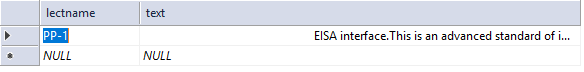 lectname text
PP-1 EISA interface.This is an advanced standard of i...
NULL NULL